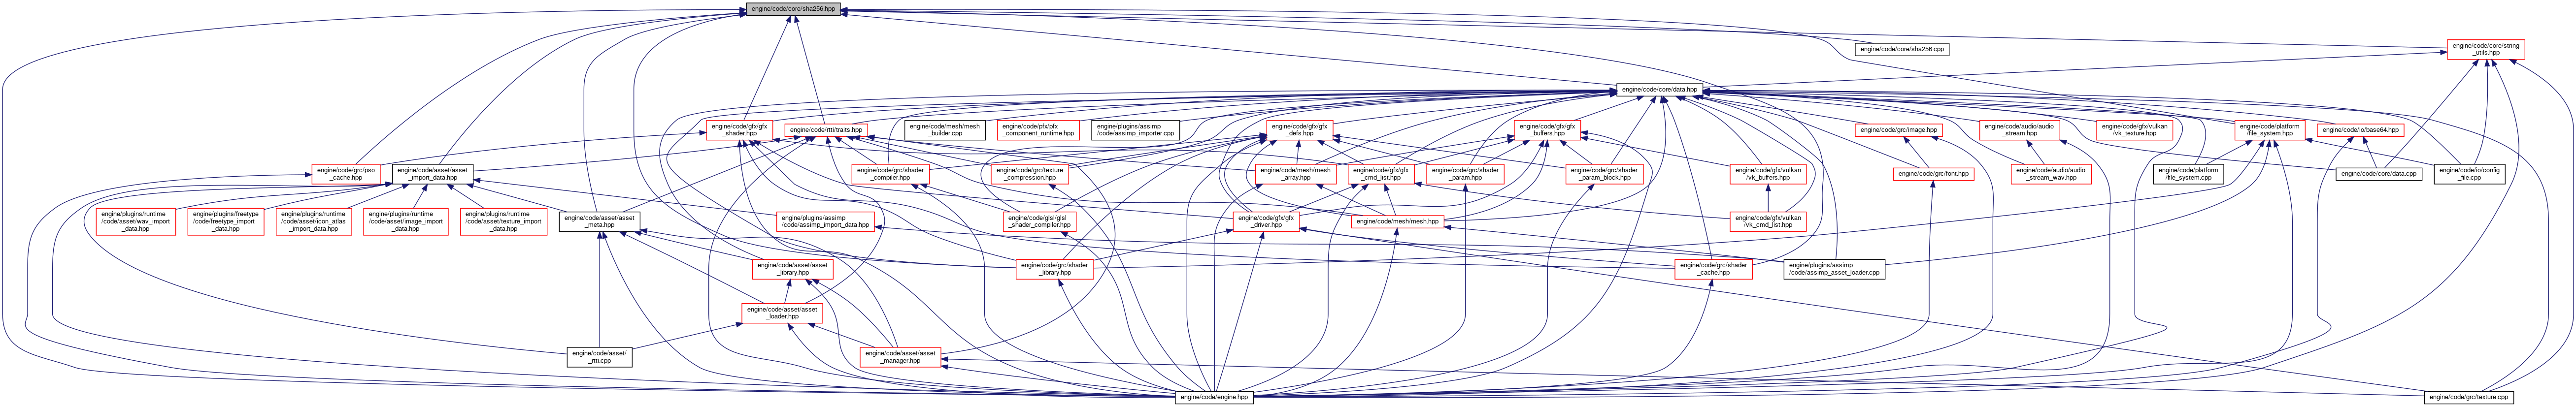 engine/code/core/sha256.hpp
engine/code/core/sha256.cpp
engine/code/core/string
_utils.hpp
engine/code/core/data.hpp
engine/code/gfx/gfx
_shader.hpp
engine/code/rtti/traits.hpp
engine/code/mesh/mesh
_builder.cpp
engine/code/pfx/pfx
_component_runtime.hpp
engine/plugins/assimp
/code/assimp_importer.cpp
engine/code/gfx/gfx
_defs.hpp
engine/code/gfx/gfx
_buffers.hpp
engine/code/grc/image.hpp
engine/code/audio/audio
_stream.hpp
engine/code/gfx/vulkan
/vk_texture.hpp
engine/code/platform
/file_system.hpp
engine/code/io/base64.hpp
engine/code/grc/pso
_cache.hpp
engine/code/asset/asset
_import_data.hpp
engine/code/grc/shader
_compiler.hpp
engine/code/grc/texture
_compression.hpp
engine/code/mesh/mesh
_array.hpp
engine/code/gfx/gfx
_cmd_list.hpp
engine/code/grc/shader
_param.hpp
engine/code/grc/shader
_param_block.hpp
engine/code/gfx/vulkan
/vk_buffers.hpp
engine/code/grc/font.hpp
engine/code/audio/audio
_stream_wav.hpp
engine/code/platform
/file_system.cpp
engine/code/core/data.cpp
engine/code/io/config
_file.cpp
engine/plugins/runtime
/code/asset/wav_import
_data.hpp
engine/plugins/freetype
/code/freetype_import
_data.hpp
engine/plugins/runtime
/code/asset/icon_atlas
_import_data.hpp
engine/plugins/runtime
/code/asset/image_import
_data.hpp
engine/plugins/runtime
/code/asset/texture_import
_data.hpp
engine/code/asset/asset
_meta.hpp
engine/plugins/assimp
/code/assimp_import_data.hpp
engine/code/glsl/glsl
_shader_compiler.hpp
engine/code/gfx/gfx
_driver.hpp
engine/code/mesh/mesh.hpp
engine/code/gfx/vulkan
/vk_cmd_list.hpp
engine/code/asset/asset
_library.hpp
engine/code/grc/shader
_library.hpp
engine/code/grc/shader
_cache.hpp
engine/plugins/assimp
/code/assimp_asset_loader.cpp
engine/code/asset/asset
_loader.hpp
engine/code/asset/
_rtti.cpp
engine/code/asset/asset
_manager.hpp
engine/code/engine.hpp
engine/code/grc/texture.cpp